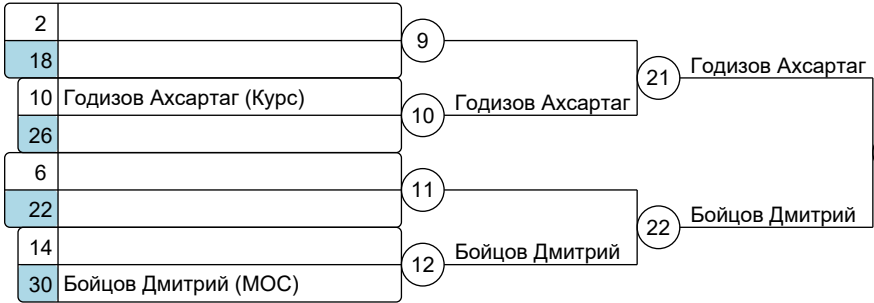 2
9
18
21 Годизов Ахсартаг
10 Годизов Ахсартаг (Курс)
10 Годизов Ахсартаг
26
6
11
22
22 Бойцов Дмитрий
14
12 Бойцов Дмитрий
30 Бойцов Дмитрий (МОС)